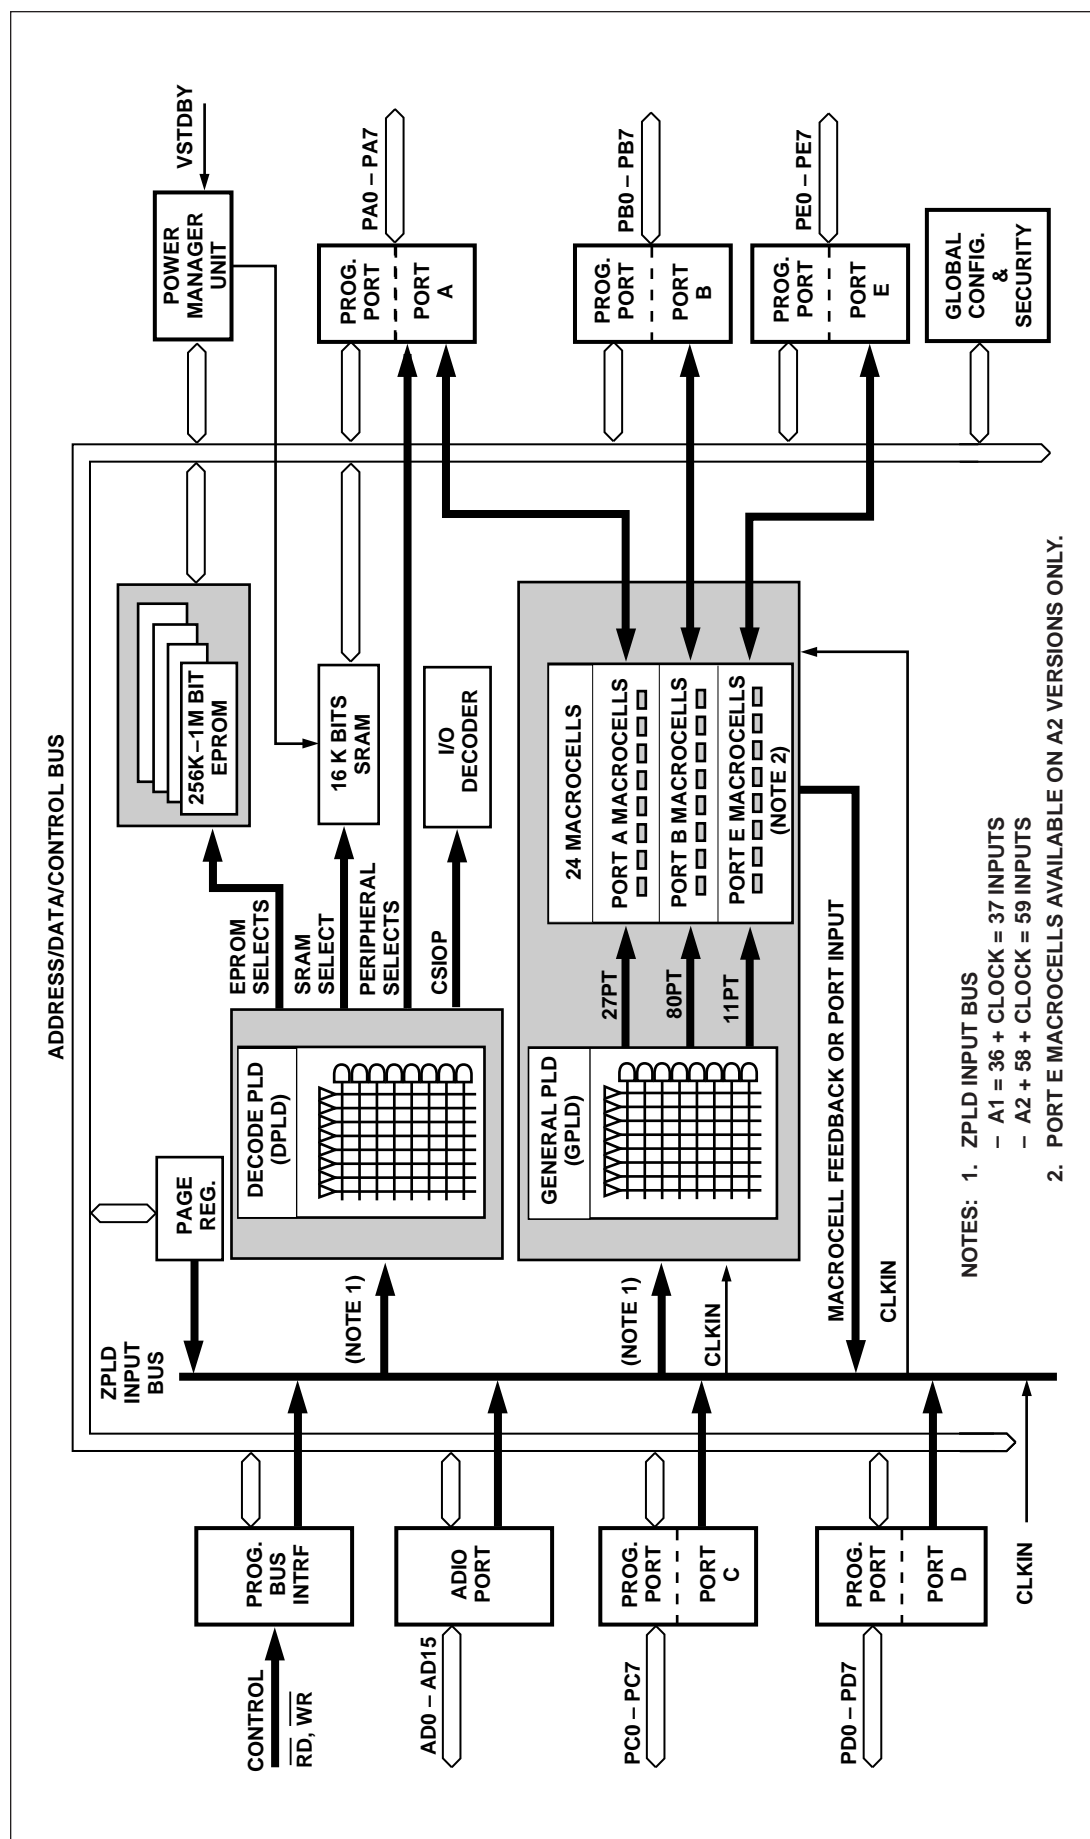 ADDRESS/DATA/CONTROL BUS
CONTROL
RD, WR
PROG.
BUS
INTRF
AD0 – AD15
ADIO
PORT
PC0 – PC7
PROG.
PORT
PORT
C
PD0 – PD7
PROG.
PORT
PORT
D
CLKIN
ZPLD
INPUT
BUS
PAGE
REG.
(NOTE 1)
DECODE PLD
(DPLD)
EPROM
SELECTS
SRAM
SELECT
PERIPHERAL
SELECTS
CSIOP
256K–1M BIT
EPROM
16 K BITS
SRAM
I/O
DECODER
(NOTE 1)
CLKIN
GENERAL PLD
(GPLD)
27PT
80PT
11PT
24 MACROCELLS
PORT A MACROCELLS
PORT B MACROCELLS
PORT E MACROCELLS
(NOTE 2)
MACROCELL FEEDBACK OR PORT INPUT
CLKIN
POWER
MANAGER
UNIT
VSTDBY
PROG.
PORT
PORT
A
PA0 – PA7
PROG.
PORT
PORT
B
PB0 – PB7
PROG.
PORT
PORT
E
PE0 – PE7
GLOBAL
CONFIG.
&
SECURITY
NOTES: 1. ZPLD INPUT BUS
– A1 = 36 + CLOCK = 37 INPUTS
– A2 + 58 + CLOCK = 59 INPUTS
2. PORT E MACROCELLS AVAILABLE ON A2 VERSIONS ONLY.